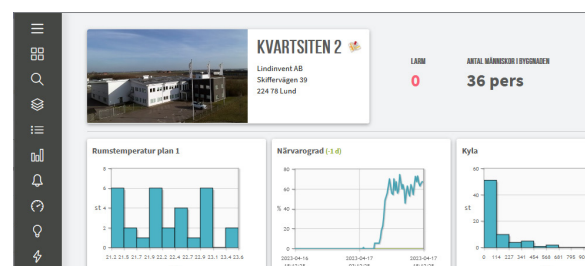 KVARTSITEN 2
Lindinvent AB
Skiffervägen 39
224 78 Lund
LARM
0
ANTAL MÄNNISKOR I BYGGNADEN
36 pers
Rumstemperatur plan 1
8
6
st 4
2
0
21,2 21,5 21,7 21,9 22,2 22,4 22,7 22,9 23,1 23,4 23,6
Närvarograd (-1 d)
80
60
% 40
20
0
2023-04-16
2023-04-17
2023-04-17
Kyla
60
40
st
20
0
0 114 227 341 454 568 681 795